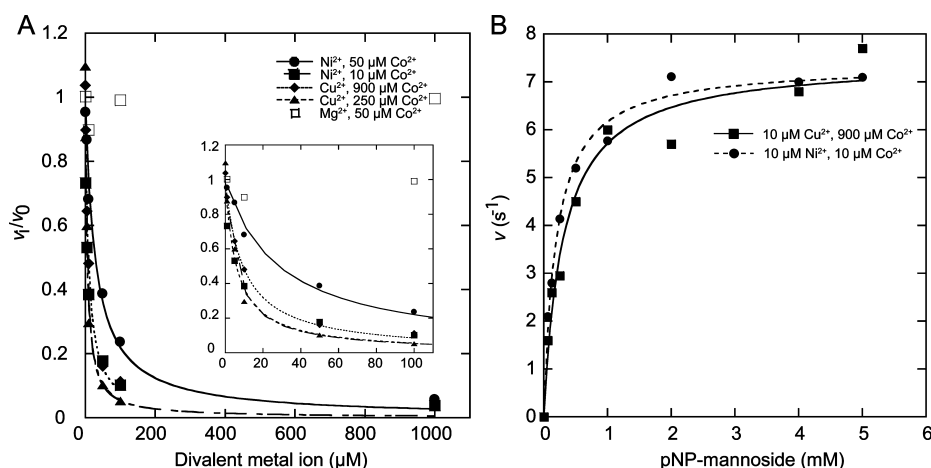 A
1.2
1
0.8
0.6
0.4
0.2
0
v_i/v_0
Ni²⁺, 50 µM Co²⁺
Ni²⁺, 10 µM Co²⁺
Cu²⁺, 900 µM Co²⁺
Cu²⁺, 250 µM Co²⁺
Mg²⁺, 50 µM Co²⁺
1.2
1
0.8
0.6
0.4
0.2
0
0 20 40 60 80 100
0 200 400 600 800 1000
Divalent metal ion (µM)
B
8
7
6
5
4
3
2
1
0
v (s⁻¹)
10 µM Cu²⁺, 900 µM Co²⁺
10 µM Ni²⁺, 10 µM Co²⁺
0 1 2 3 4 5 6
pNP-mannoside (mM)